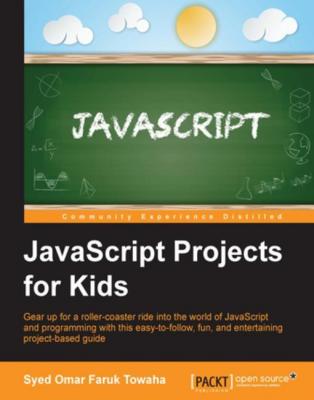 JAVASCRIPT
Community Experience Distilled
JavaScript Projects
for Kids
Gear up for a roller-coaster ride into the world of JavaScript
and programming with this easy-to-follow, fun, and entertaining
project-based guide
Syed Omar Faruk Towaha
[PACKT] open source*
PUBLISHING